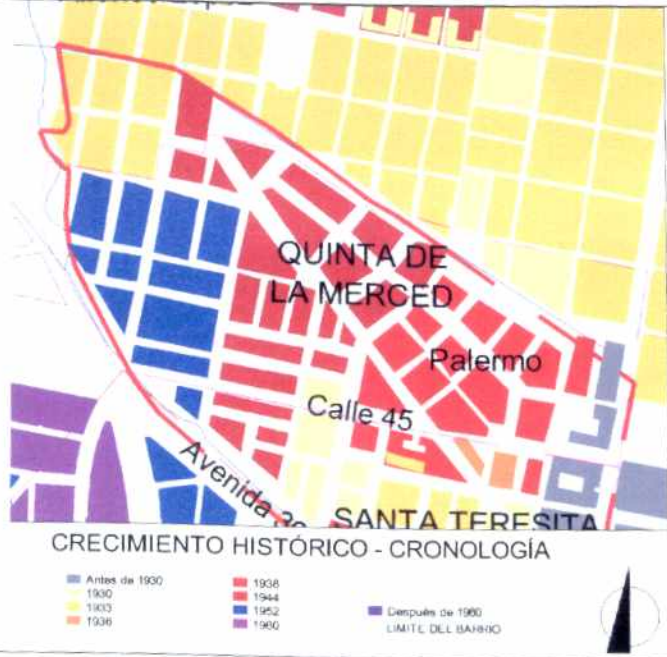 QUINTA DE
LA MERCED
Palermo
Calle 45
Avenida 39
SANTA TERESITA
CRECIMIENTO HISTÓRICO - CRONOLOGÍA
Antes de 1930
1930
1933
1936
1938
1944
1952
1960
Después de 1960
LIMITE DEL BARRIO